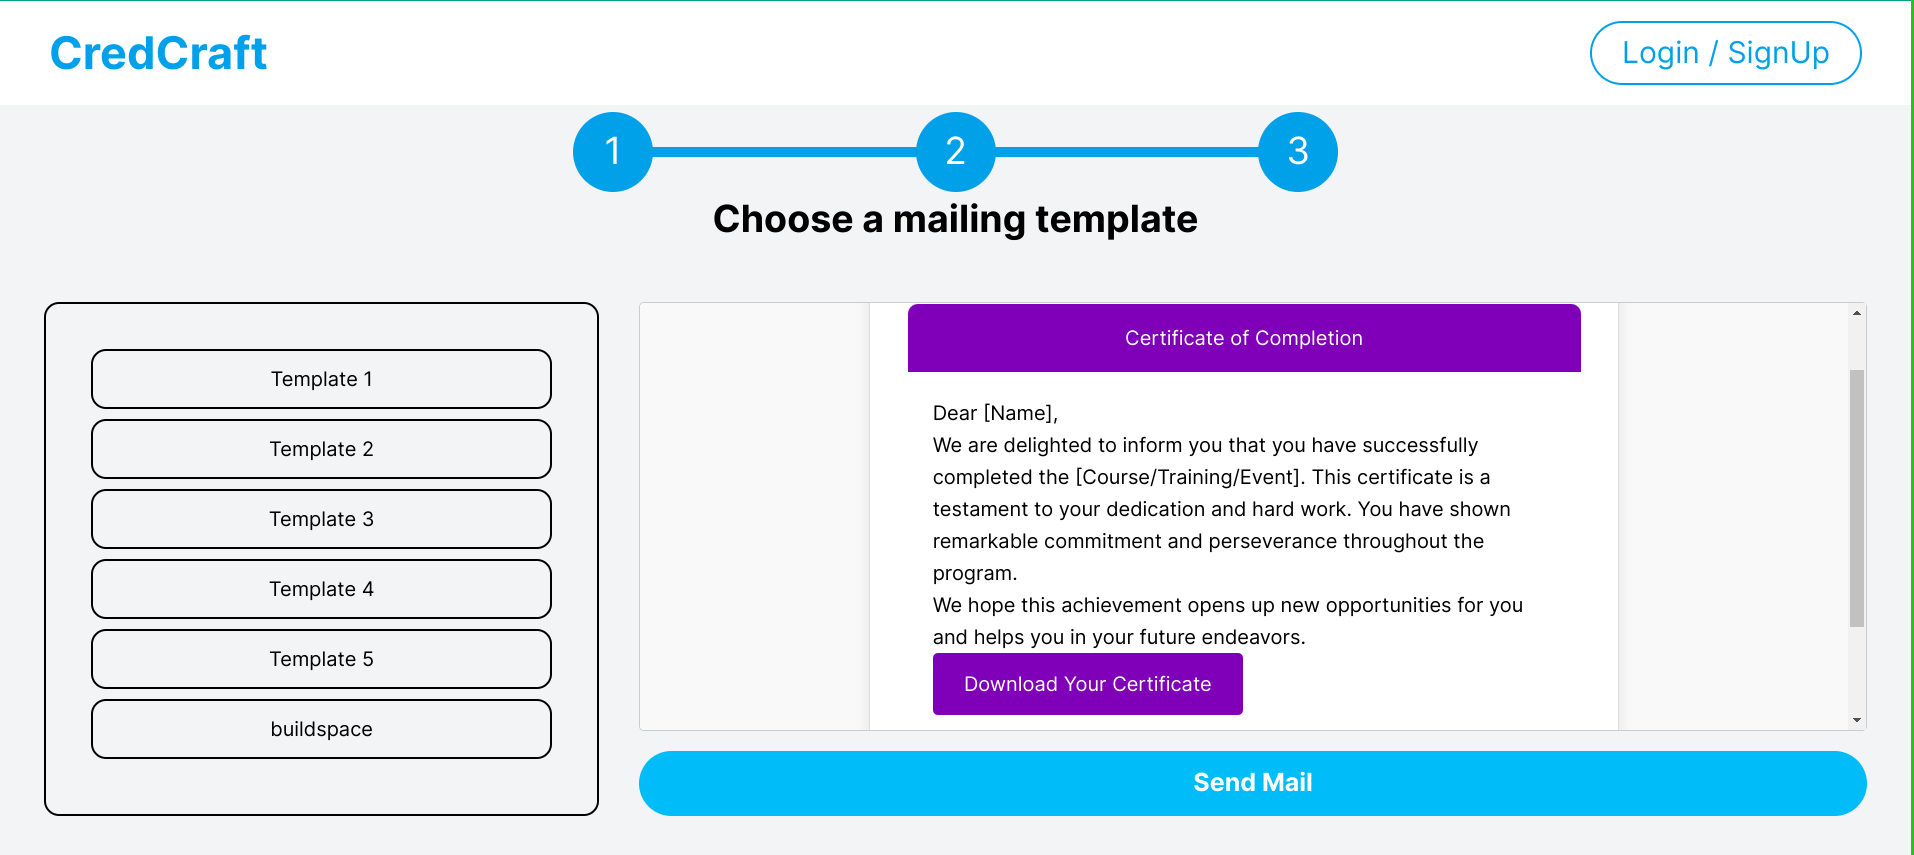 CredCraft
Login / SignUp
1
2
3
Choose a mailing template
Template 1
Template 2
Template 3
Template 4
Template 5
buildspace
Certificate of Completion
Dear [Name],
We are delighted to inform you that you have successfully
completed the [Course/Training/Event]. This certificate is a
testament to your dedication and hard work. You have shown
remarkable commitment and perseverance throughout the
program.
We hope this achievement opens up new opportunities for you
and helps you in your future endeavors.
Download Your Certificate
Send Mail